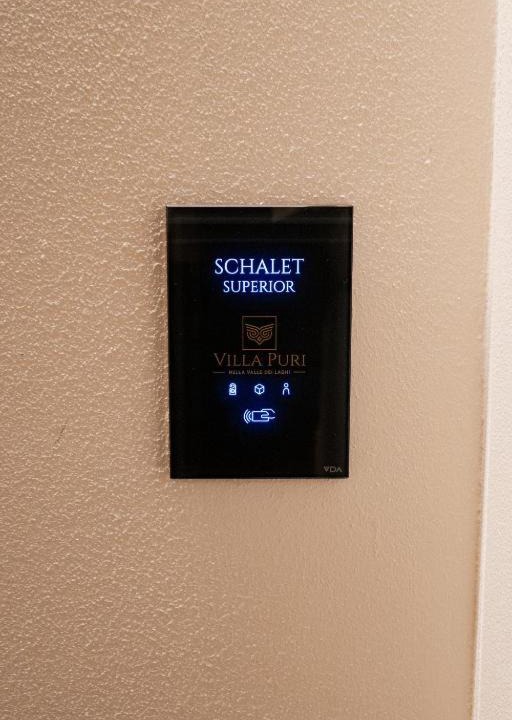 SCHALET
SUPERIOR
VILLA PURI
NELLA VALLE DEI LAGHI
VDA